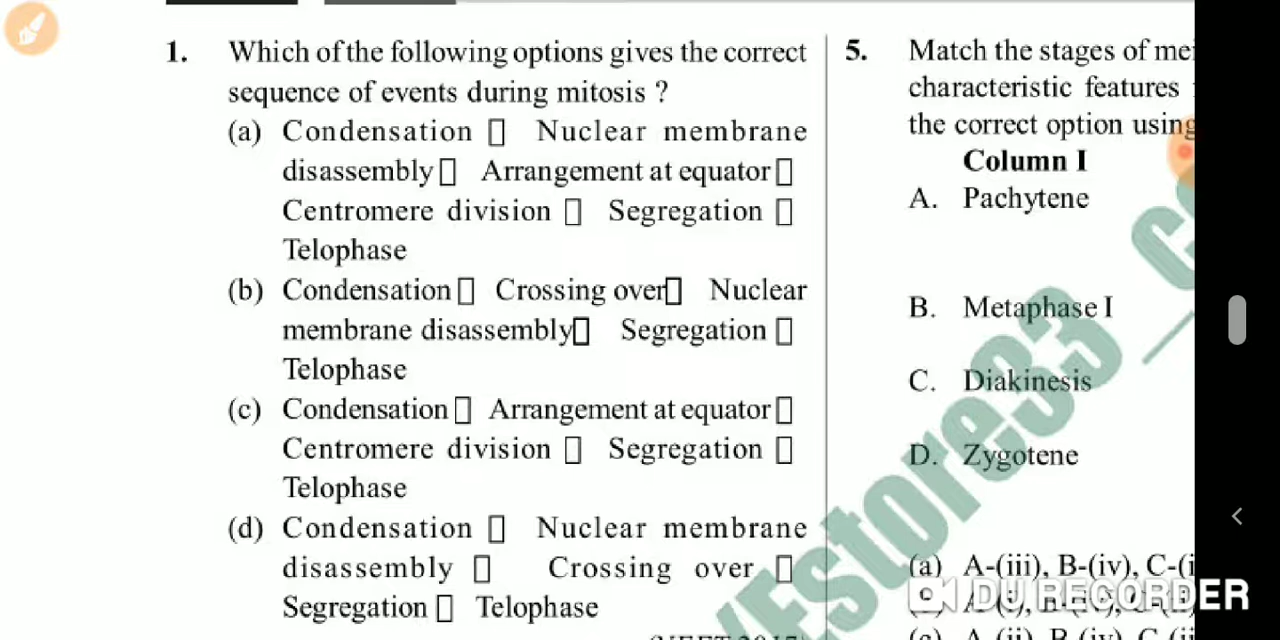 1. Which of the following options gives the correct
sequence of events during mitosis ?
(a) Condensation ▯ Nuclear membrane
disassembly▯ Arrangement at equator▯
Centromere division ▯ Segregation ▯
Telophase
(b) Condensation▯ Crossing over▯ Nuclear
membrane disassembly▯ Segregation ▯
Telophase
(c) Condensation▯ Arrangement at equator▯
Centromere division ▯ Segregation ▯
Telophase
(d) Condensation ▯ Nuclear membrane
disassembly ▯ Crossing over ▯
Segregation ▯ Telophase
5. Match the stages of mei
characteristic features
the correct option using
Column I
A. Pachytene
B. Metaphase I
C. Diakinesis
D. Zygotene
(a) A-(iii), B-(iv), C-(i
DU RECORDER